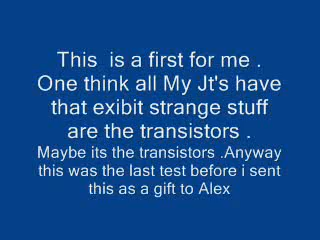 This  is a first for me .
One think all My Jt's have
that exibit strange stuff
are the transistors .
Maybe its the transistors .Anyway
this was the last test before i sent
this as a gift to Alex